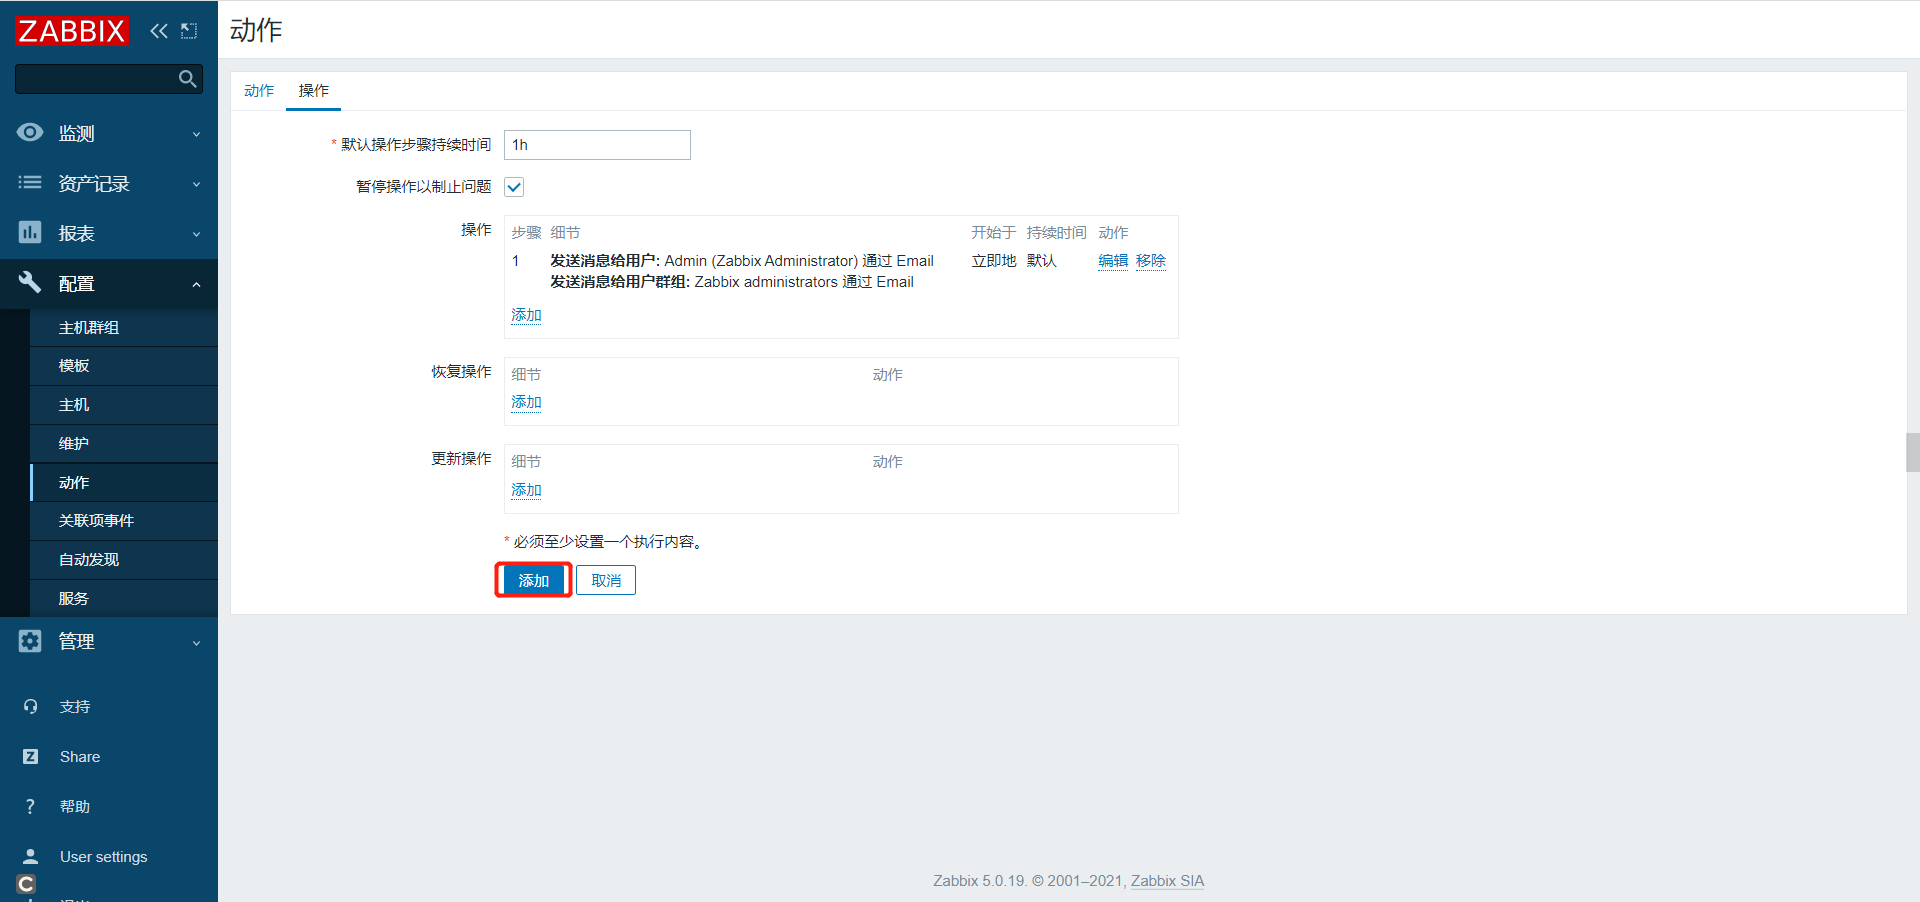 ZABBIX
监测
资产记录
报表
配置
主机群组
模板
主机
维护
动作
关联项事件
自动发现
服务
管理
支持
Share
帮助
User settings
动作
动作 操作
* 默认操作步骤持续时间 1h
暂停操作以制止问题
操作
步骤 细节 开始于 持续时间 动作
1 发送消息给用户: Admin (Zabbix Administrator) 通过 Email 立即地 默认 编辑 移除
发送消息给用户群组: Zabbix administrators 通过 Email
添加
恢复操作 细节 动作
添加
更新操作 细节 动作
添加
* 必须至少设置一个执行内容。
添加 取消
Zabbix 5.0.19. © 2001–2021, Zabbix SIA